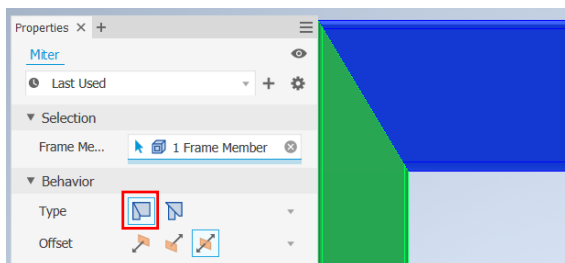 Properties × +
Miter
Last Used
Selection
Frame Me...
1 Frame Member
Behavior
Type
Offset